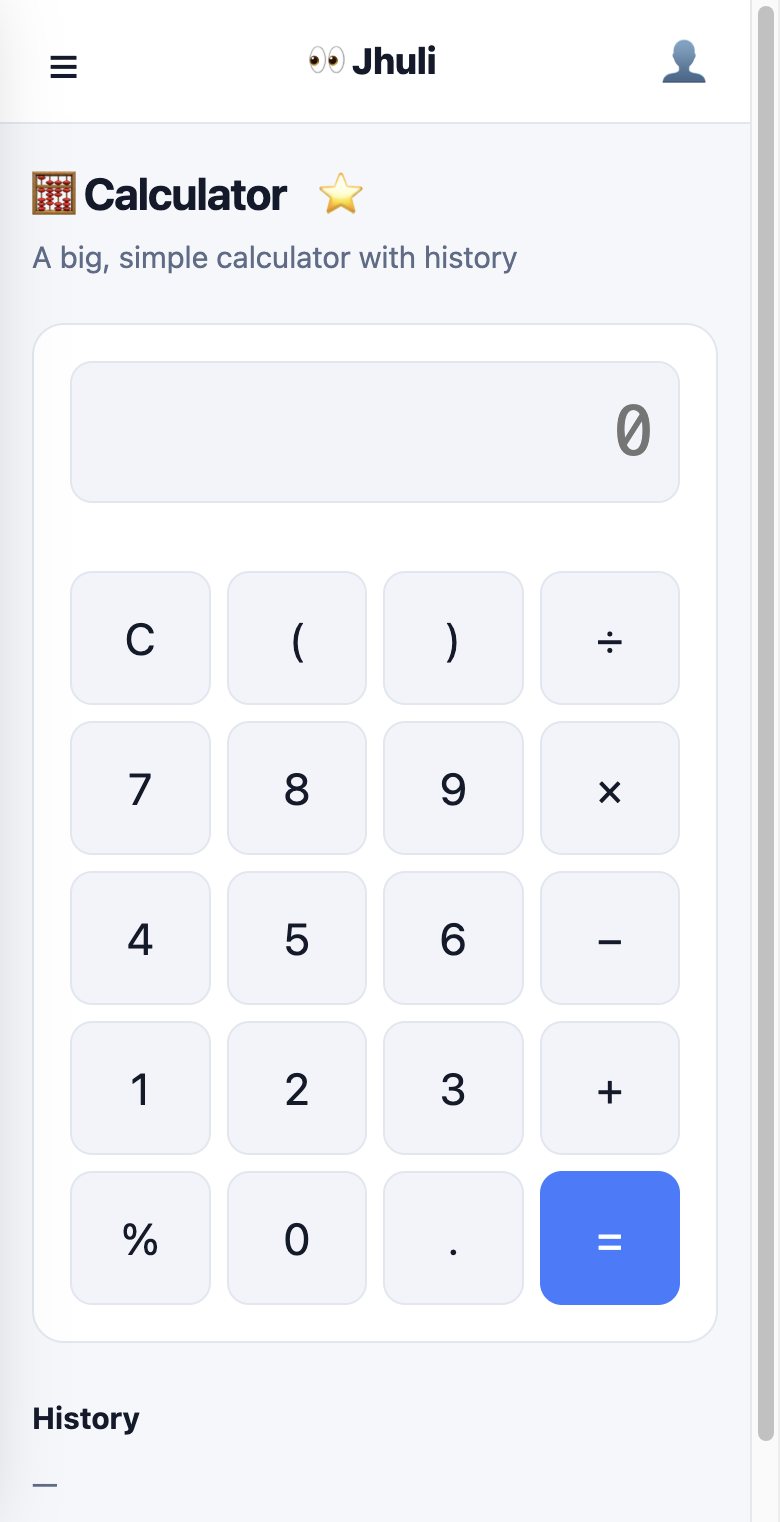 ☰ 👀 Jhuli 👤
🧮 Calculator ⭐
A big, simple calculator with history
0
C ( ) ÷
7 8 9 ×
4 5 6 −
1 2 3 +
% 0 . =
History
—